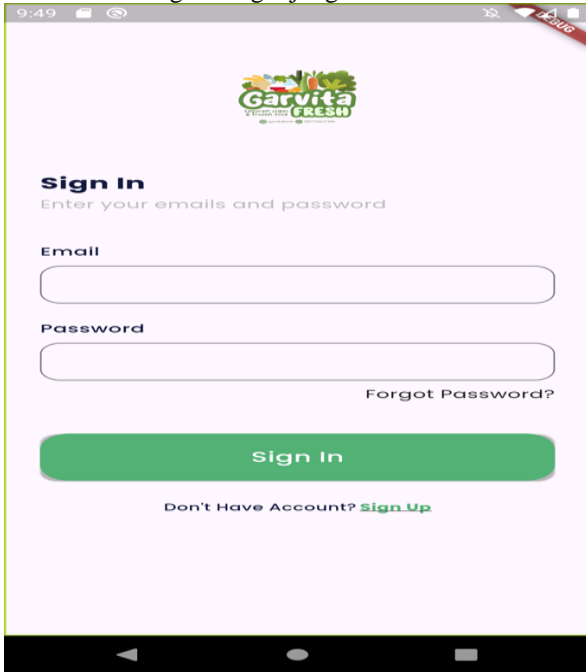 9:49
DEBUG
Garvita
FRESH
Sign In
Enter your emails and password
Email
Password
Forgot Password?
Sign In
Don't Have Account? Sign Up